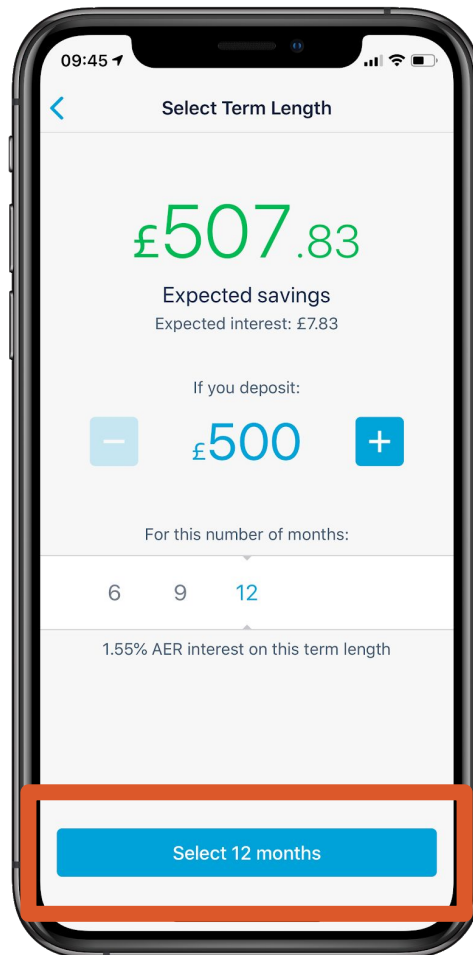 09:45
Select Term Length
£507.83
Expected savings
Expected interest: £7.83
If you deposit:
− £500 +
For this number of months:
6 9 12
1.55% AER interest on this term length
Select 12 months